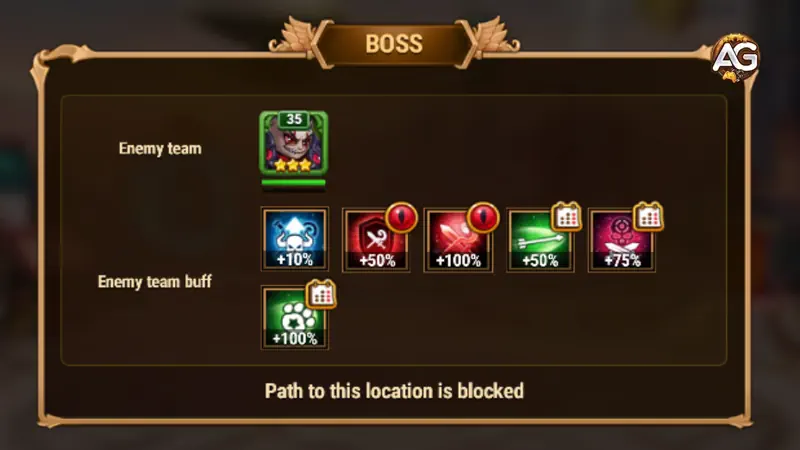 BOSS
AG
Enemy team
35
Enemy team buff
+10%
+50%
+100%
+50%
+75%
+100%
Path to this location is blocked